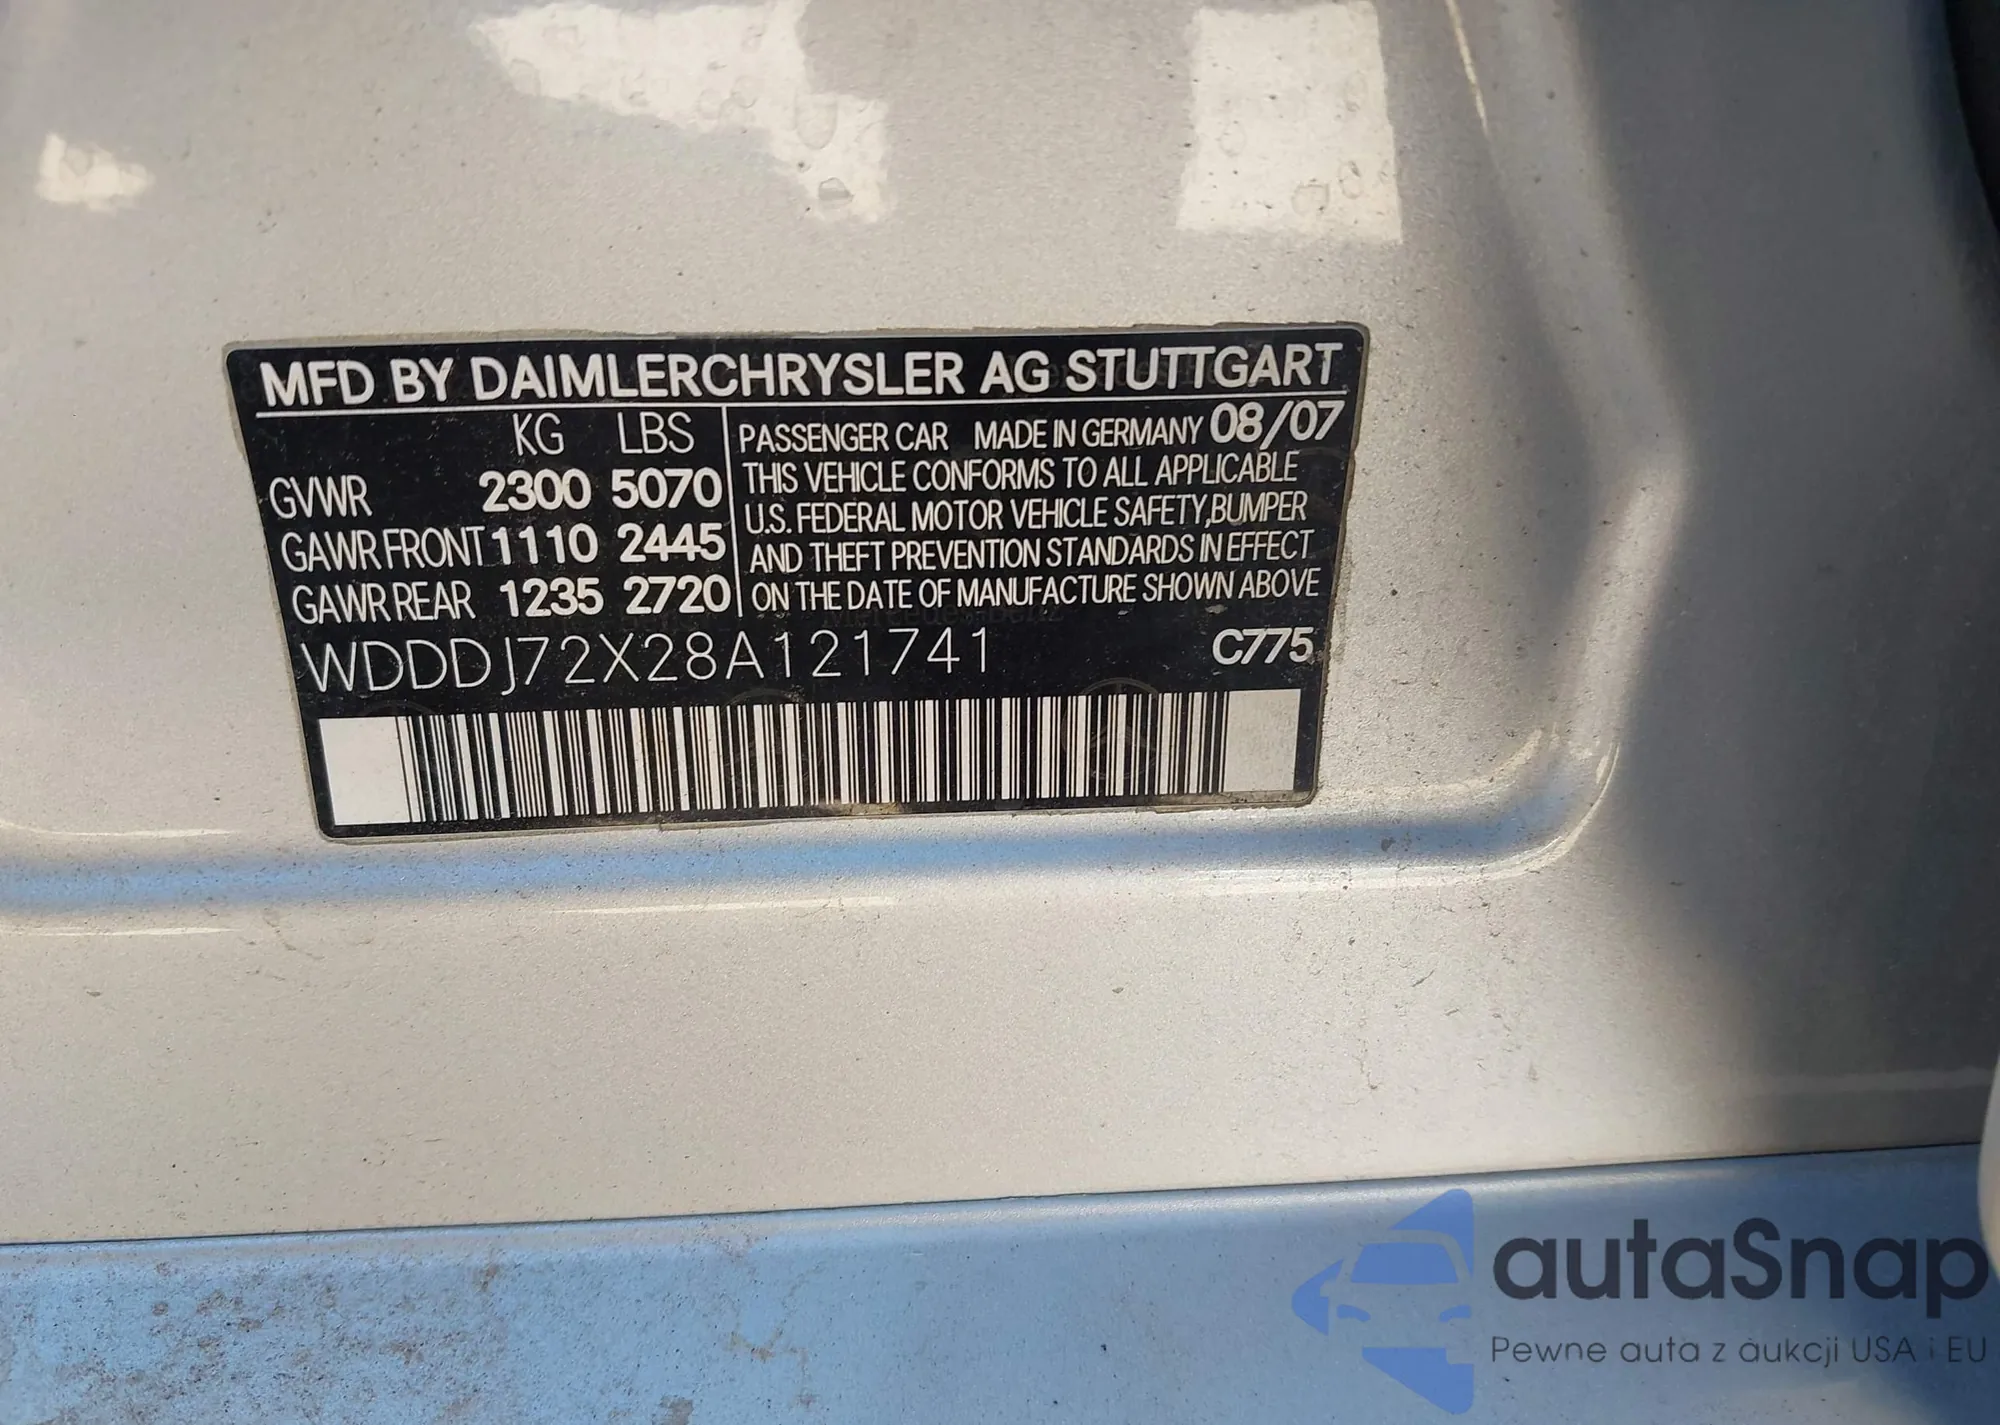 MFD BY DAIMLERCHRYSLER AG STUTTGART
KG LBS
GVWR 2300 5070
GAWR FRONT 1110 2445
GAWR REAR 1235 2720
PASSENGER CAR MADE IN GERMANY 08/07
THIS VEHICLE CONFORMS TO ALL APPLICABLE
U.S. FEDERAL MOTOR VEHICLE SAFETY,BUMPER
AND THEFT PREVENTION STANDARDS IN EFFECT
ON THE DATE OF MANUFACTURE SHOWN ABOVE
Mercedes-Benz
WDDDJ72X28A121741 C775
autaSnap
Pewne auta z aukcji USA i EU